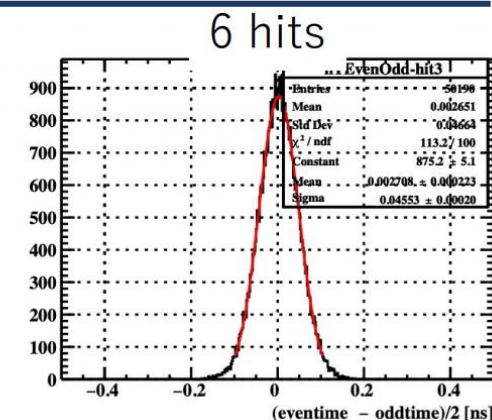 6 hits
EvenOdd-hit3
Entries 50190
Mean 0.002651
Std Dev 0.04664
χ² / ndf 113.2 / 100
Constant 875.2 ± 5.1
Mean 0.002708 ± 0.000223
Sigma 0.04553 ± 0.00020
900
800
700
600
500
400
300
200
100
0
−0.4 −0.2 0 0.2 0.4
(eventime − oddtime)/2 [ns]